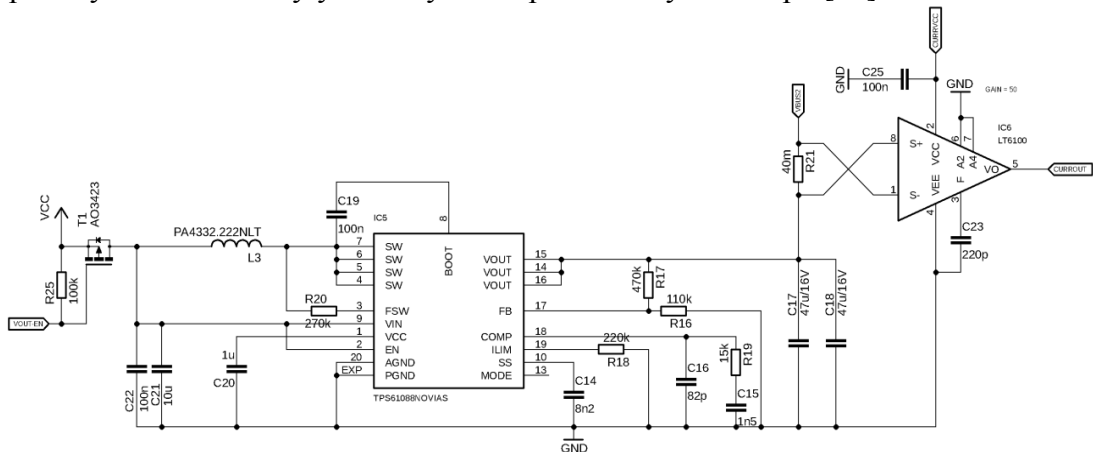 CURRVCC
C25
100n
GND
GND
GAIN = 50
IC6
LT6100
VBUS2
40m
R21
8
S+
1
S-
2
VCC
VEE
4
6
A2
7
A4
F
3
VO
5
CURROUT
C23
220p
VCC
T1
AO3423
R25
100k
VOUT-EN
PA4332.222NLT
L3
C19
100n
IC5
8
BOOT
7
SW
6
SW
5
SW
4
SW
R20
270k
3
FSW
9
VIN
1
VCC
2
EN
20
AGND
EXP
PGND
TPS61088NOVIAS
VOUT
15
VOUT
14
VOUT
16
FB
17
COMP
18
ILIM
19
SS
10
MODE
13
470k
R17
110k
R16
220k
R18
15k
R19
C17
47u/16V
C18
47u/16V
C22
100n
C21
10u
1u
C20
C14
8n2
C16
82p
C15
1n5
GND